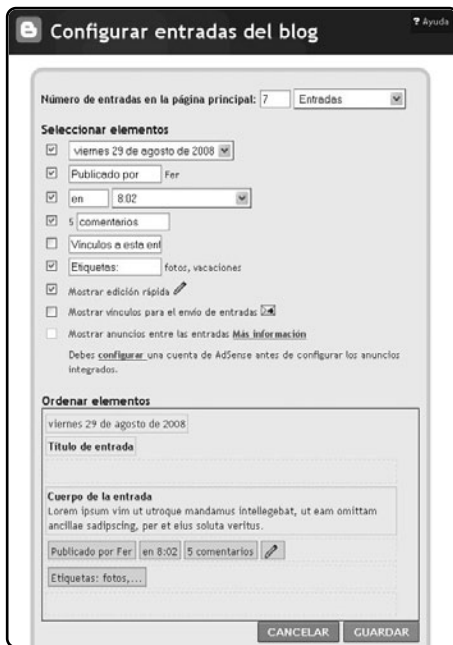 Configurar entradas del blog
? Ayuda
Número de entradas en la página principal: 7 Entradas
Seleccionar elementos
viernes 29 de agosto de 2008
Publicado por Fer
en 8:02
5 comentarios
Vínculos a esta ent
Etiquetas: fotos, vacaciones
Mostrar edición rápida
Mostrar vínculos para el envío de entradas
Mostrar anuncios entre las entradas Más información
Debes configurar una cuenta de AdSense antes de configurar los anuncios
integrados.
Ordenar elementos
viernes 29 de agosto de 2008
Título de entrada
Cuerpo de la entrada
Lorem ipsum vim ut utroque mandamus intellegebat, ut eam omittam
ancillae sadipscing, per et eius soluta veritus.
Publicado por Fer en 8:02 5 comentarios
Etiquetas: fotos,...
CANCELAR GUARDAR